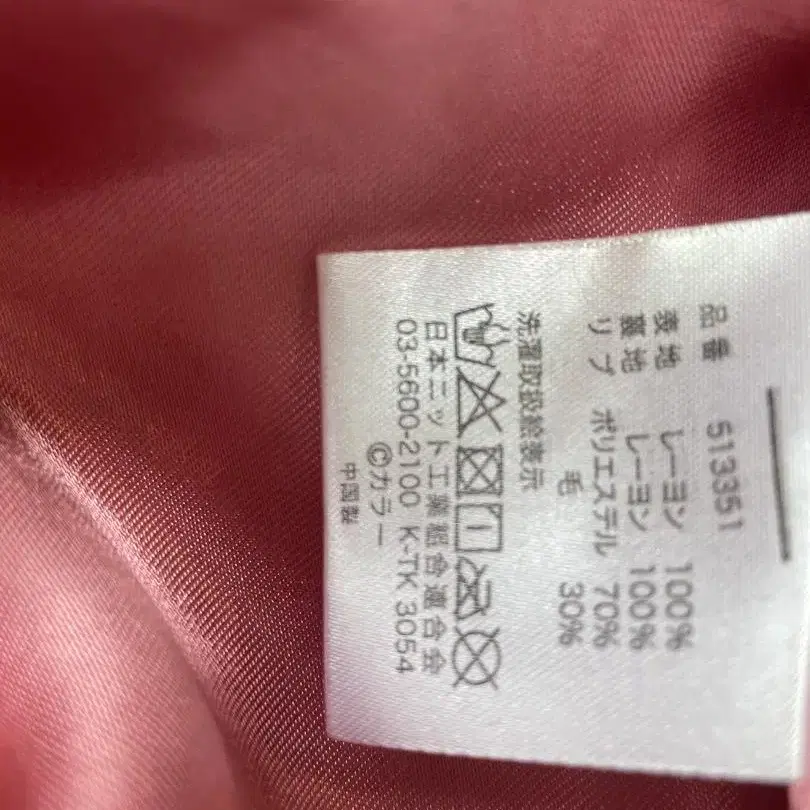 品番 513351
表地 レーヨン 100%
裏地 レーヨン 100%
リブ ポリエステル 70%
毛 30%
洗濯取扱絵表示
日本ニット工業組合連合会
03-5600-2100 K-TK 3054
©カラー
中国製